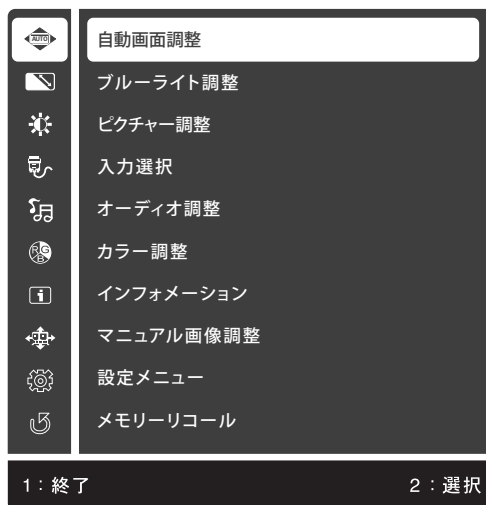 AUTO
自動画面調整
ブルーライト調整
ピクチャー調整
入力選択
オーディオ調整
RGB
カラー調整
i
インフォメーション
マニュアル画像調整
設定メニュー
メモリーリコール
1：終了
2：選択